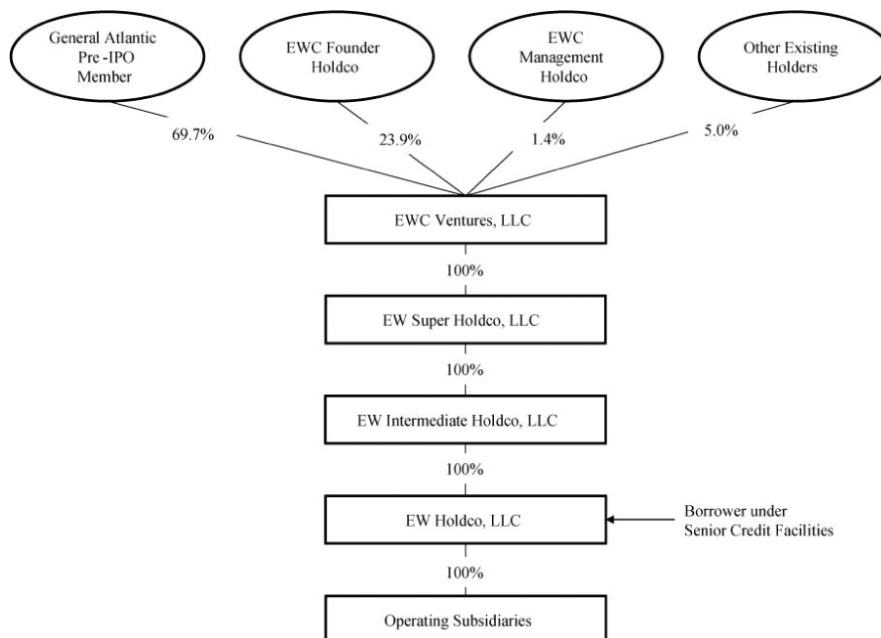 General Atlantic
Pre -IPO
Member
EWC Founder
Holdco
EWC
Management
Holdco
Other Existing
Holders
69.7%
23.9%
1.4%
5.0%
EWC Ventures, LLC
100%
EW Super Holdco, LLC
100%
EW Intermediate Holdco, LLC
100%
EW Holdco, LLC
Borrower under
Senior Credit Facilities
100%
Operating Subsidiaries